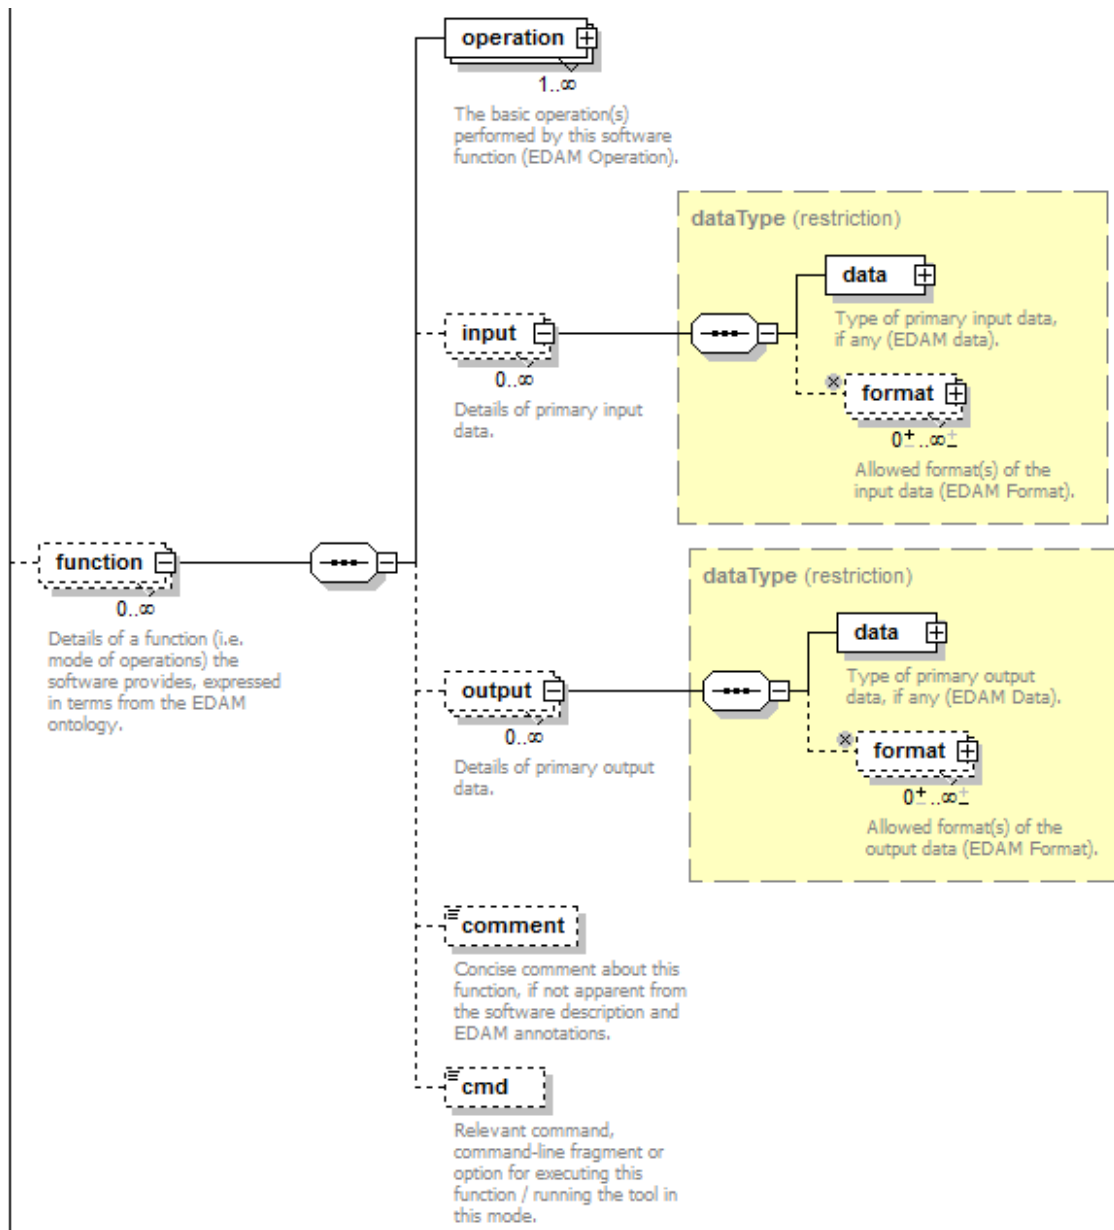 operation
1..∞
The basic operation(s)
performed by this software
function (EDAM Operation).
dataType (restriction)
data
Type of primary input data,
if any (EDAM data).
input
0..∞
Details of primary input
data.
format
0±..∞±
Allowed format(s) of the
input data (EDAM Format).
function
0..∞
Details of a function (i.e.
mode of operations) the
software provides, expressed
in terms from the EDAM
ontology.
dataType (restriction)
data
Type of primary output
data, if any (EDAM Data).
output
0..∞
Details of primary output
data.
format
0±..∞±
Allowed format(s) of the
output data (EDAM Format).
comment
Concise comment about this
function, if not apparent from
the software description and
EDAM annotations.
cmd
Relevant command,
command-line fragment or
option for executing this
function / running the tool in
this mode.